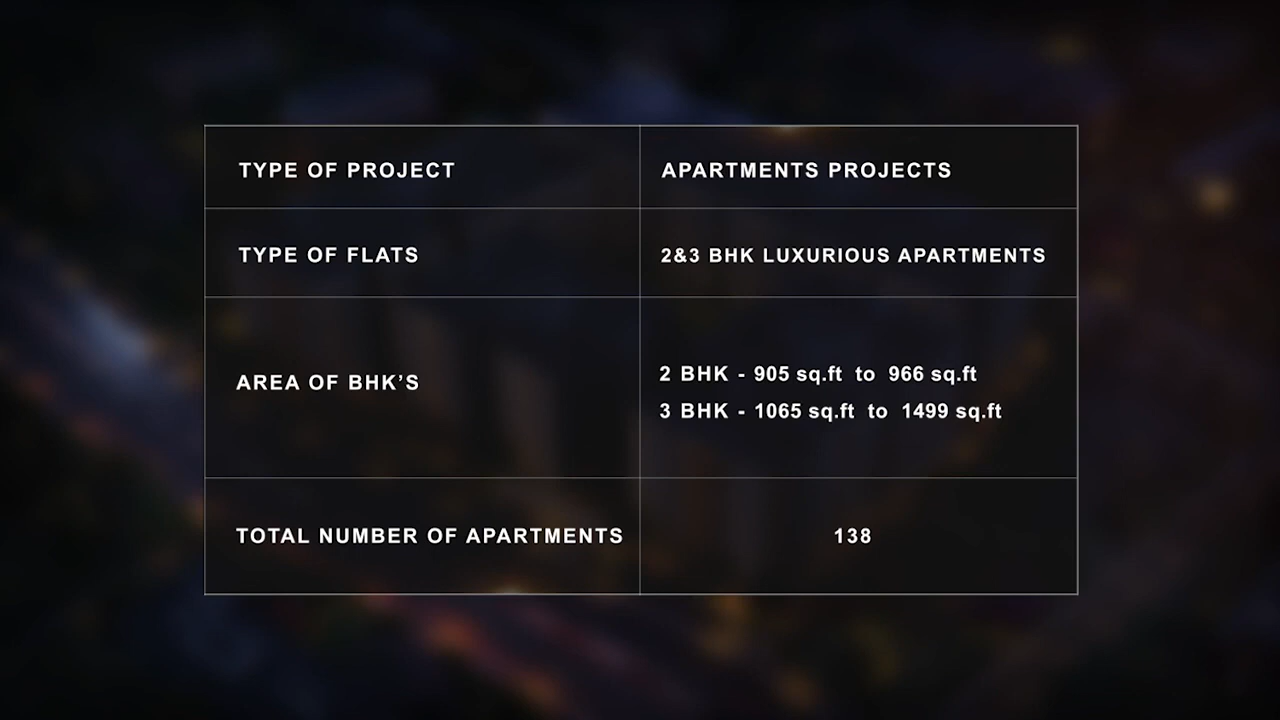 TYPE OF PROJECT
APARTMENTS PROJECTS
TYPE OF FLATS
2&3 BHK LUXURIOUS APARTMENTS
AREA OF BHK’S
2 BHK - 905 sq.ft to 966 sq.ft
3 BHK - 1065 sq.ft to 1499 sq.ft
TOTAL NUMBER OF APARTMENTS
138